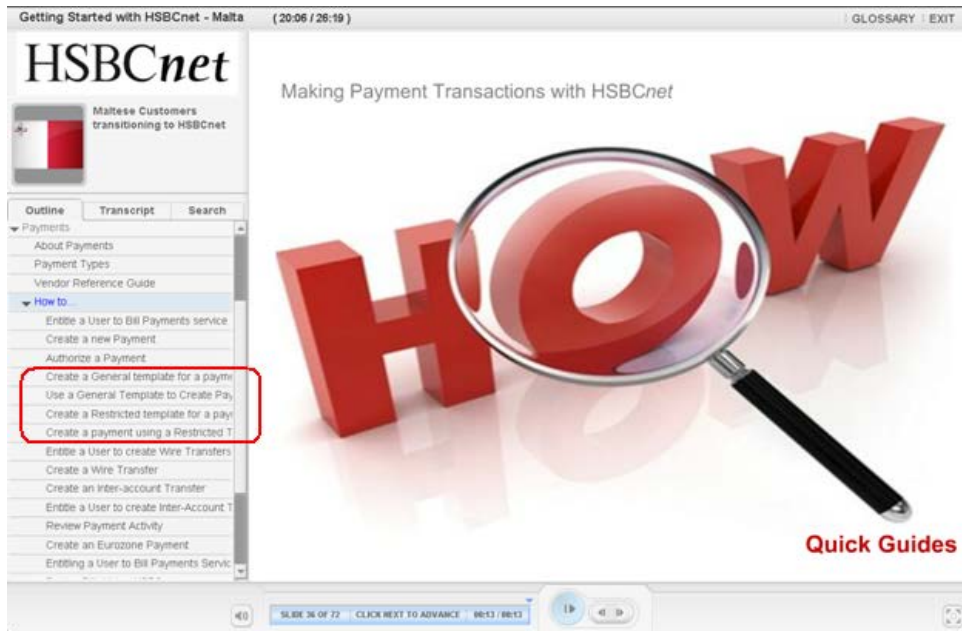 Getting Started with HSBCnet - Malta (20:06 / 26:19) GLOSSARY EXIT
HSBCnet
Maltese Customers
transitioning to HSBCnet
Making Payment Transactions with HSBCnet
Outline Transcript Search
Payments
About Payments
Payment Types
Vendor Reference Guide
How to...
Entitle a User to Bill Payments service
Create a new Payment
Authorize a Payment
Create a General template for a payme
Use a General Template to Create Pay
Create a Restricted template for a payr
Create a payment using a Restricted T
Entitle a User to create Wire Transfers
Create a Wire Transfer
Create an Inter-account Transfer
Entitle a User to create Inter-Account T
Review Payment Activity
Create an Eurozone Payment
Entitling a User to Bill Payments Servic
HOW
Quick Guides
SLIDE 36 OF 72 CLICK NEXT TO ADVANCE 00:13 / 00:13